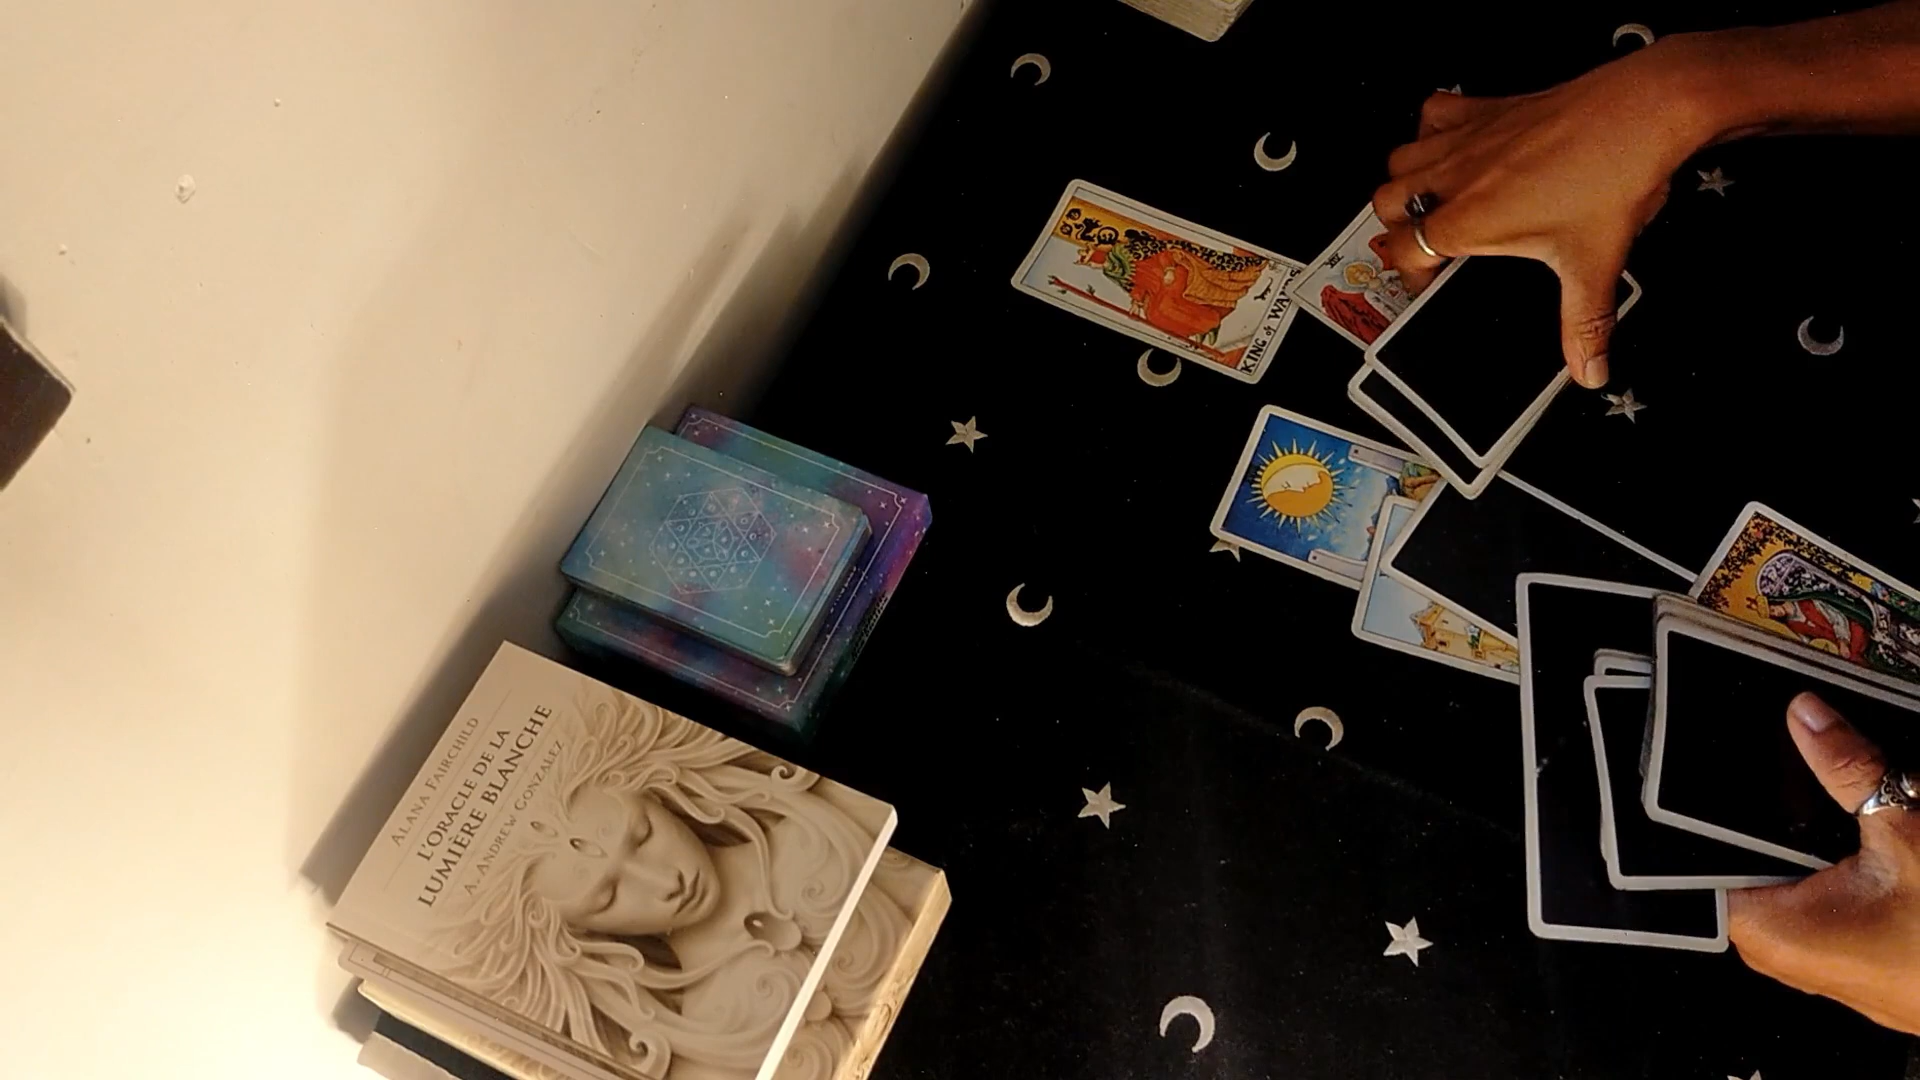 ALANA FAIRCHILD
L'ORACLE DE LA
LUMIÈRE BLANCHE
A. ANDREW GONZALEZ
KING of WANDS